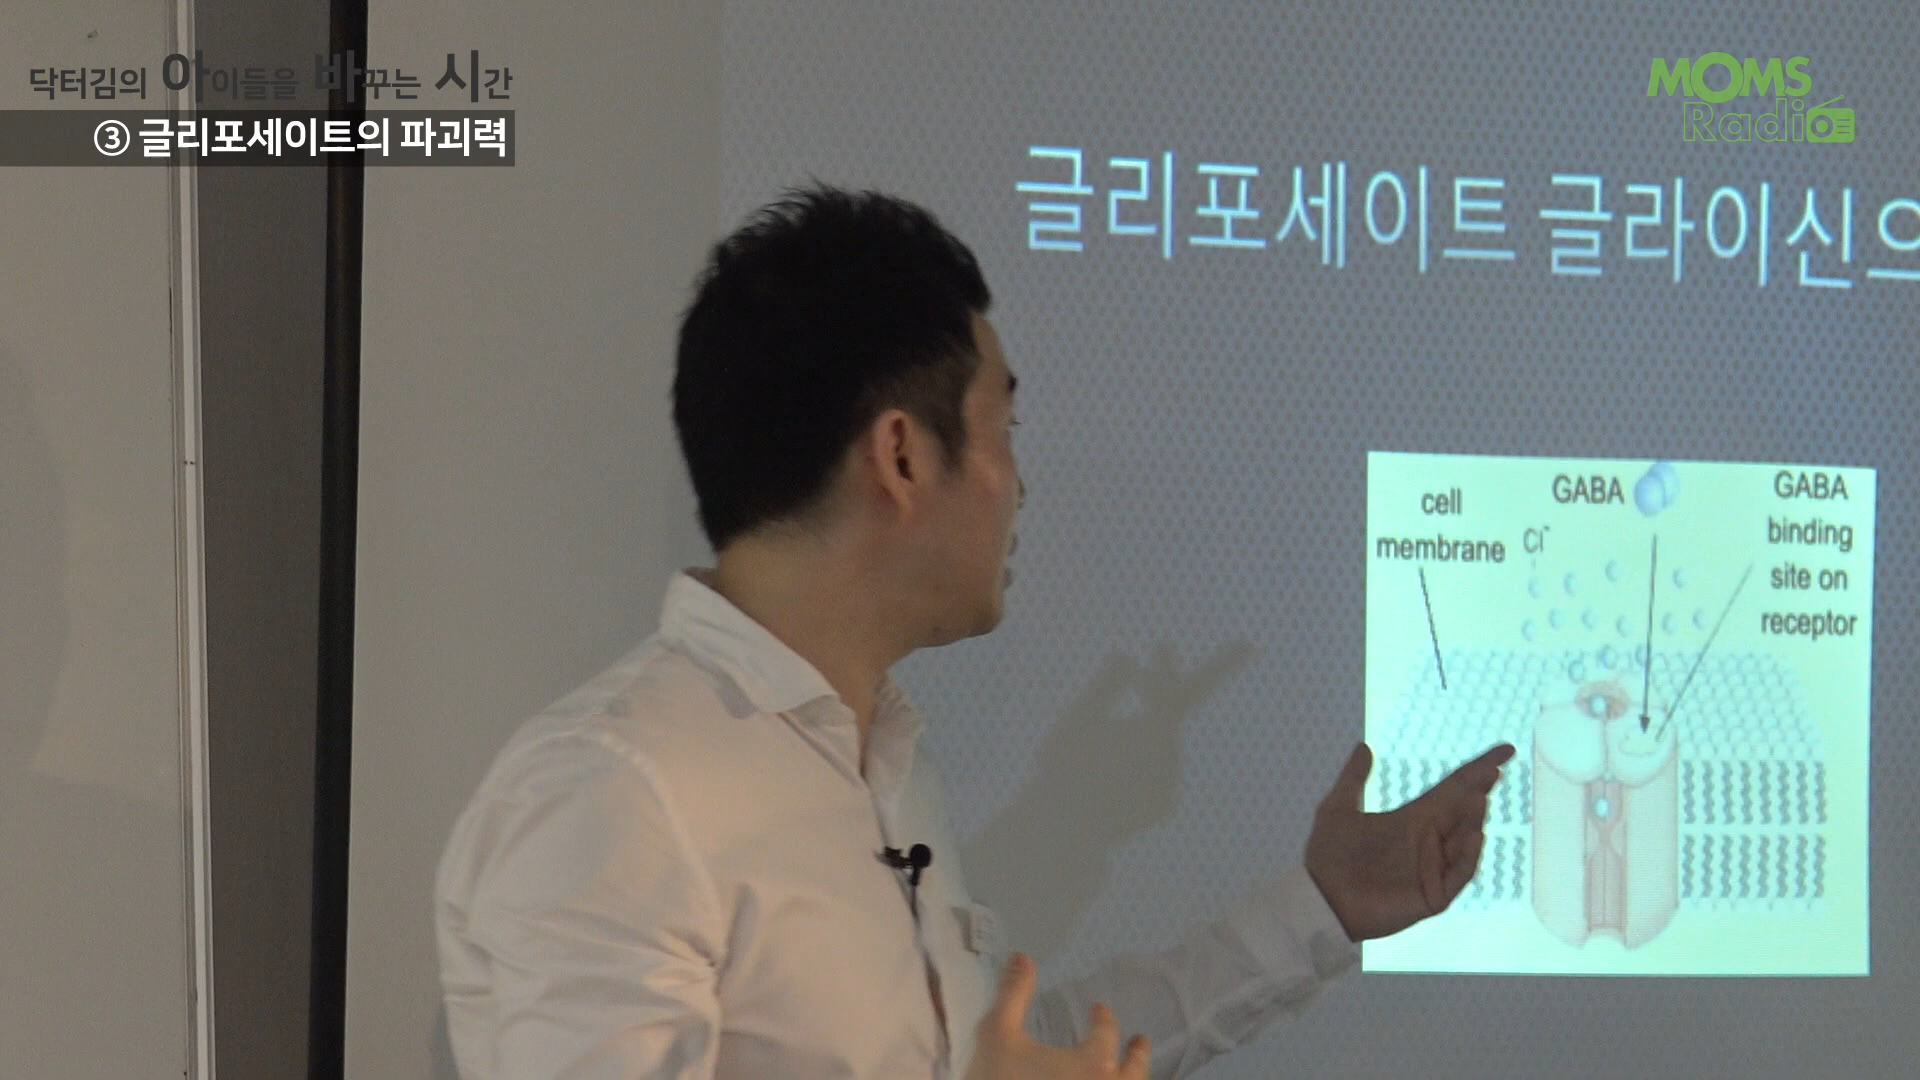 닥터김의 아이들을 바꾸는 시간
③ 글리포세이트의 파괴력
MOMS
Radio
글리포세이트 글라이신으
cell
membrane
Cl⁻
GABA
GABA
binding
site on
receptor